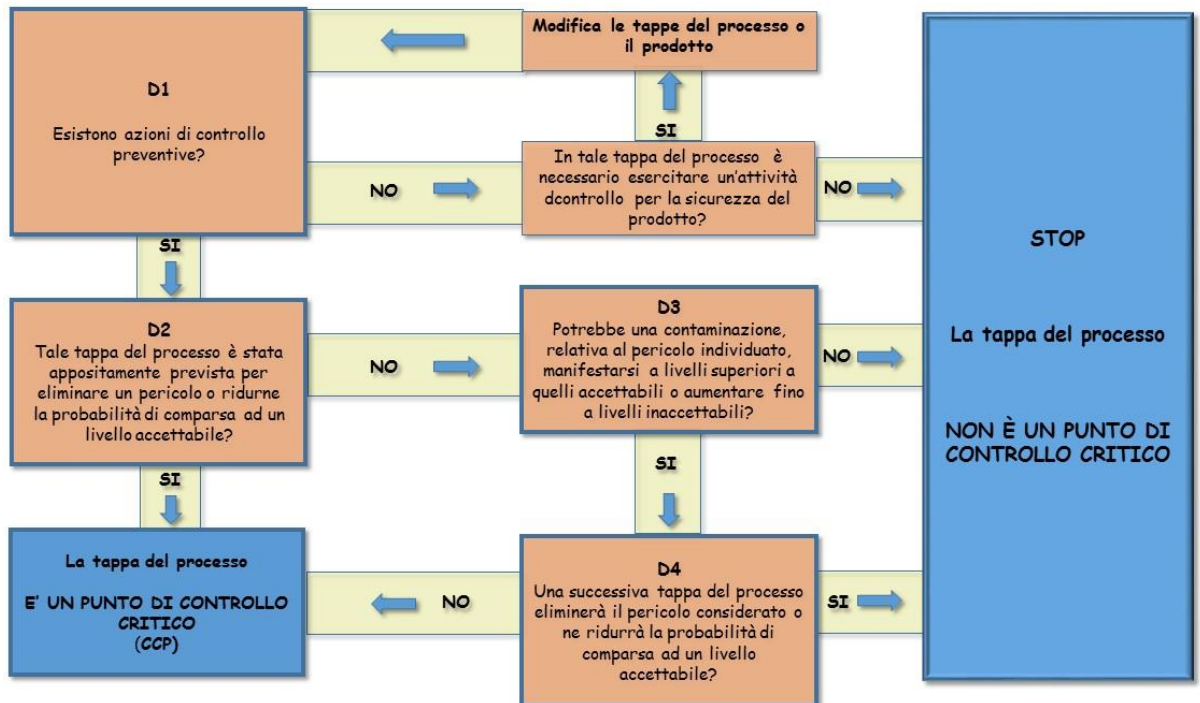 Modifica le tappe del processo o
il prodotto
D1
Esistono azioni di controllo
preventive?
SI
NO
In tale tappa del processo è
necessario esercitare un'attività
dcontrollo per la sicurezza del
prodotto?
NO
SI
D2
Tale tappa del processo è stata
appositamente prevista per
eliminare un pericolo o ridurne
la probabilità di comparsa ad un
livello accettabile?
NO
D3
Potrebbe una contaminazione,
relativa al pericolo individuato,
manifestarsi a livelli superiori a
quelli accettabili o aumentare fino
a livelli inaccettabili?
NO
SI
SI
La tappa del processo
E' UN PUNTO DI CONTROLLO
CRITICO
(CCP)
NO
D4
Una successiva tappa del processo
eliminerà il pericolo considerato o
ne ridurrà la probabilità di
comparsa ad un livello
accettabile?
SI
STOP
La tappa del processo
NON È UN PUNTO DI
CONTROLLO CRITICO